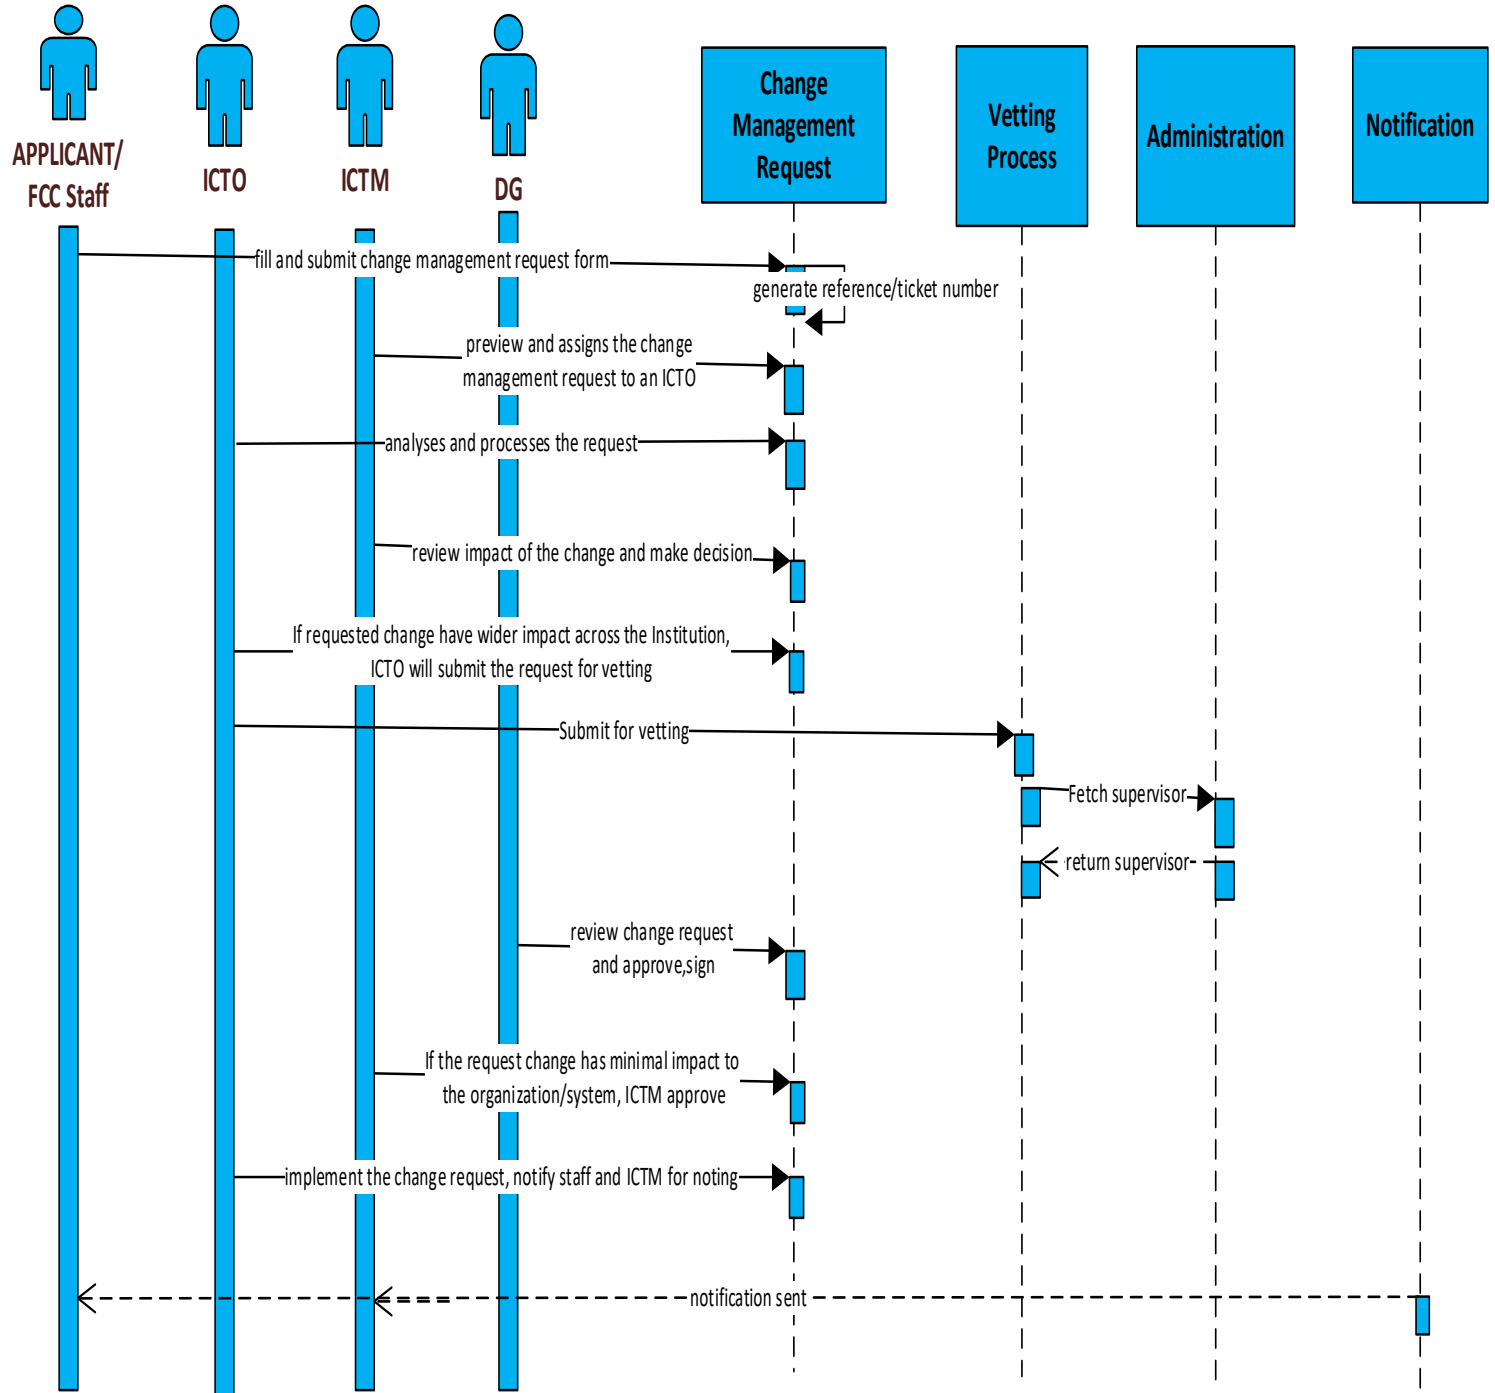 APPLICANT/
FCC Staff
ICTO
ICTM
DG
Change
Management
Request
Vetting
Process
Administration
Notification
fill and submit change management request form
generate reference/ticket number
preview and assigns the change
management request to an ICTO
analyses and processes the request
review impact of the change and make decision
If requested change have wider impact across the Institution,
ICTO will submit the request for vetting
Submit for vetting
Fetch supervisor
return supervisor
review change request
and approve,sign
If the request change has minimal impact to
the organization/system, ICTM approve
implement the change request, notify staff and ICTM for noting
notification sent